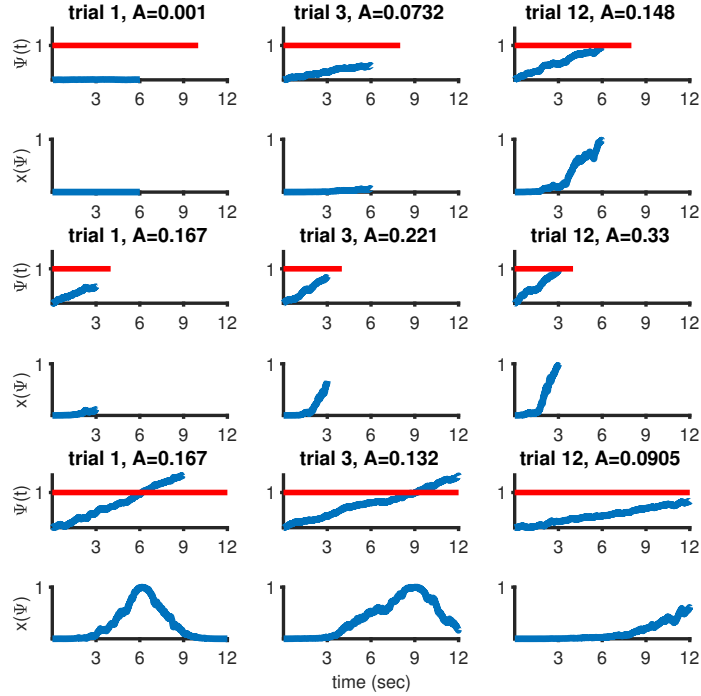 trial 1, A=0.001 trial 3, A=0.0732 trial 12, A=0.148
Ψ(t) 1 1 1
3 6 9 12 3 6 9 12 3 6 9 12
x(Ψ) 1 1 1
3 6 9 12 3 6 9 12 3 6 9 12
trial 1, A=0.167 trial 3, A=0.221 trial 12, A=0.33
Ψ(t) 1 1 1
3 6 9 12 3 6 9 12 3 6 9 12
x(Ψ) 1 1 1
3 6 9 12 3 6 9 12 3 6 9 12
trial 1, A=0.167 trial 3, A=0.132 trial 12, A=0.0905
Ψ(t) 1 1 1
3 6 9 12 3 6 9 12 3 6 9 12
x(Ψ) 1 1 1
3 6 9 12 3 6 9 12 3 6 9 12
time (sec)